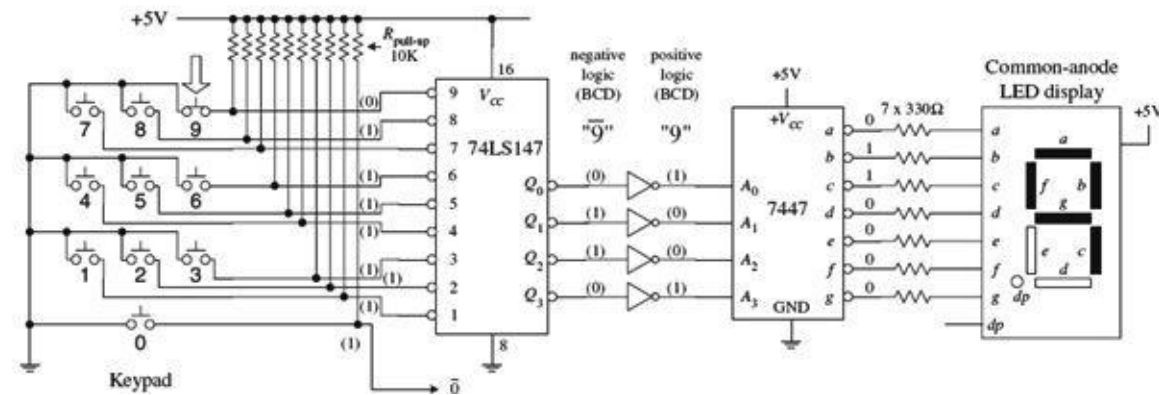 +5V
R pull-up
10K
7 8 9
4 5 6
1 2 3
0
Keypad
(0)
(1)
(1)
(1)
(1)
(1)
(1)
(1)
(1)
0̅
16
V_CC
74LS147
9
8
7
6
5
4
3
2
1
8
Q₀
Q₁
Q₂
Q₃
negative logic (BCD)
"9̅"
(0)
(1)
(1)
(0)
positive logic (BCD)
"9"
(1)
(0)
(0)
(1)
+5V
+V_CC
7447
A₀
A₁
A₂
A₃
GND
a 0
b 1
c 1
d 0
e 0
f 0
g 0
7 x 330Ω
Common-anode
LED display
+5V
a
b
c
d
e
f
g
dp
a
f b
g
e c
d
dp